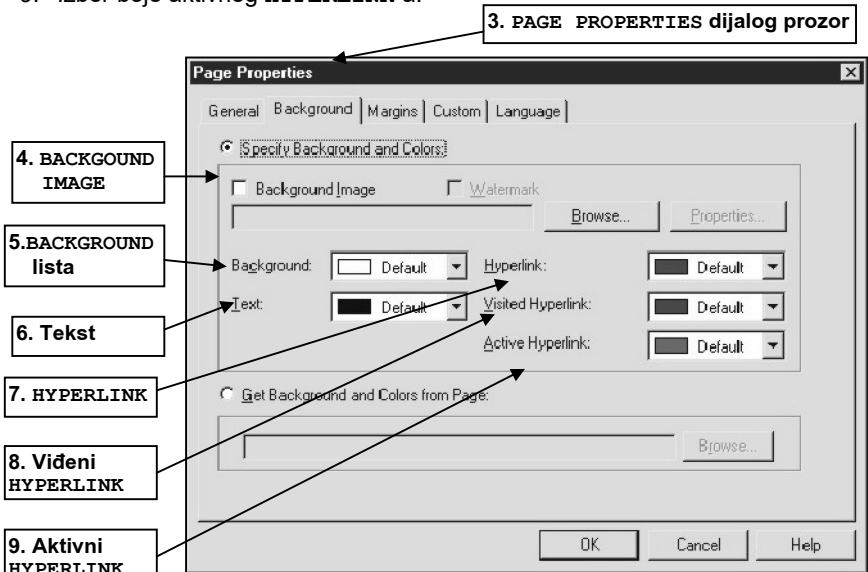 3. PAGE PROPERTIES dijalog prozor
Page Properties
General Background Margins Custom Language
Specify Background and Colors:
4. BACKGOUND
IMAGE
Background Image Watermark
Browse... Properties...
5.BACKGROUND
lista
Background: Default Hyperlink: Default
6. Tekst
Text: Default Visited Hyperlink: Default
Active Hyperlink: Default
7. HYPERLINK
Get Background and Colors from Page:
Browse...
8. Viđeni
HYPERLINK
9. Aktivni
HYPERLINK
OK Cancel Help